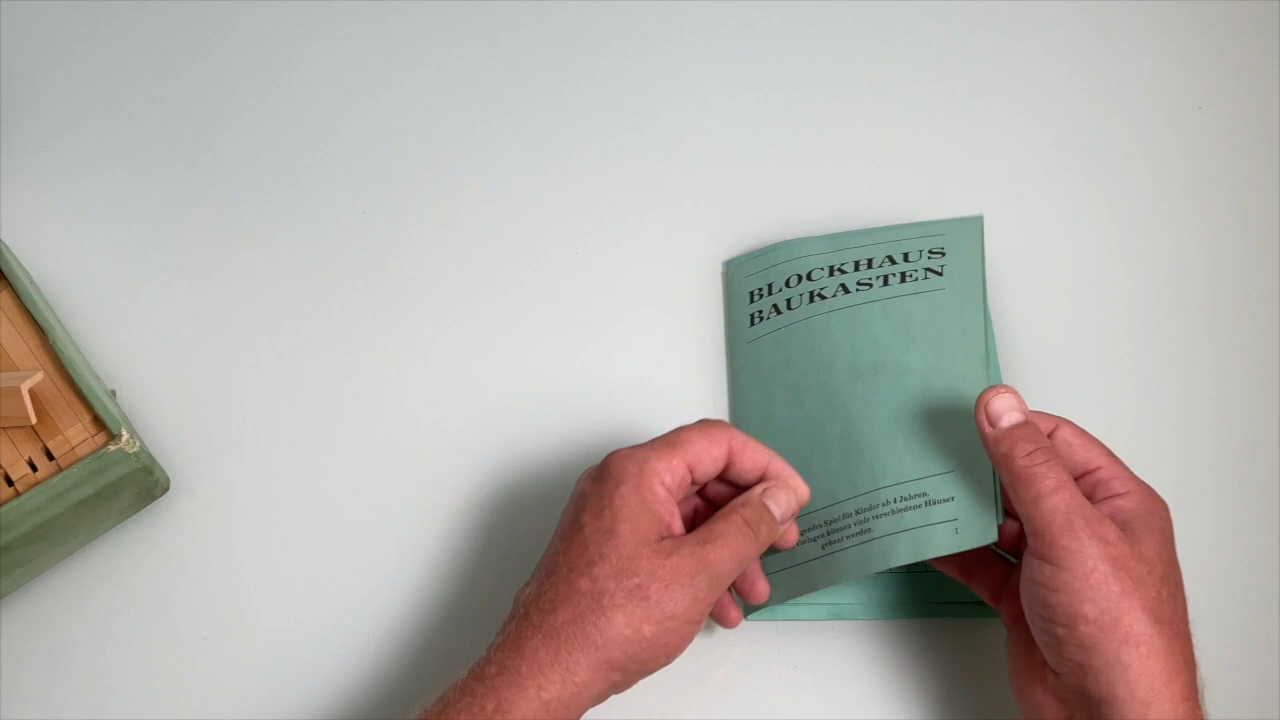 BLOCKHAUS
BAUKASTEN
Spiel für Kinder ab 4 Jahren.
können viele verschiedene Häuser
gebaut werden.
1